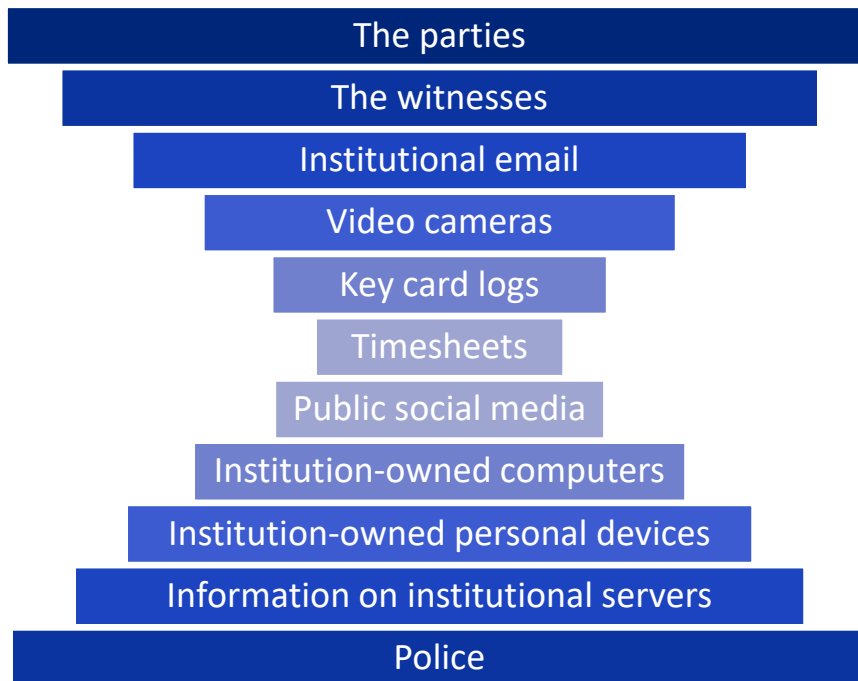 The parties
The witnesses
Institutional email
Video cameras
Key card logs
Timesheets
Public social media
Institution-owned computers
Institution-owned personal devices
Information on institutional servers
Police